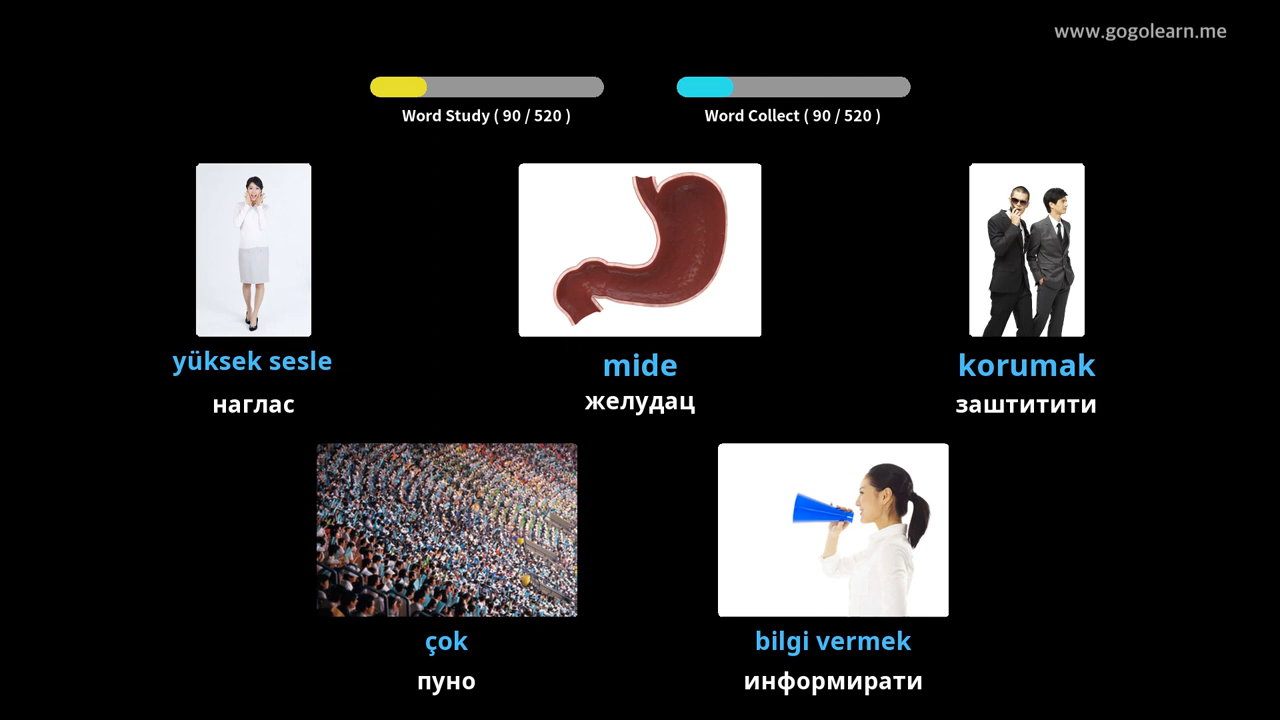 www.gogolearn.me
Word Study ( 90 / 520 )
Word Collect ( 90 / 520 )
yüksek sesle
наглас
mide
желудац
korumak
заштитити
çok
пуно
bilgi vermek
информирати